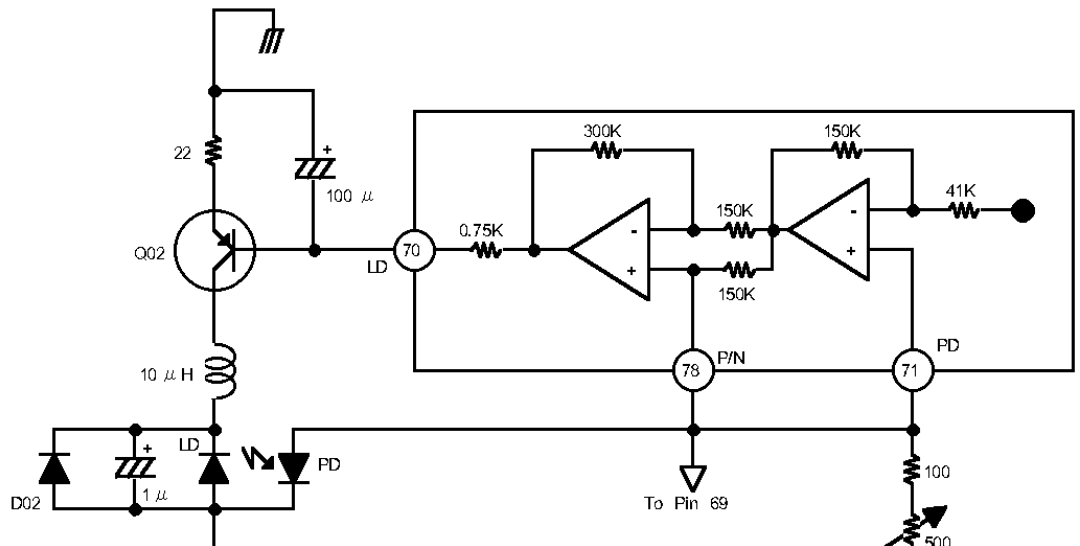 300K
150K
22
+
100 μ
41K
0.75K
150K
-
-
Q02
70
LD
+
+
150K
P/N
PD
10 μ H
78
71
+
LD
PD
D02
1 μ
To Pin 69
100
500